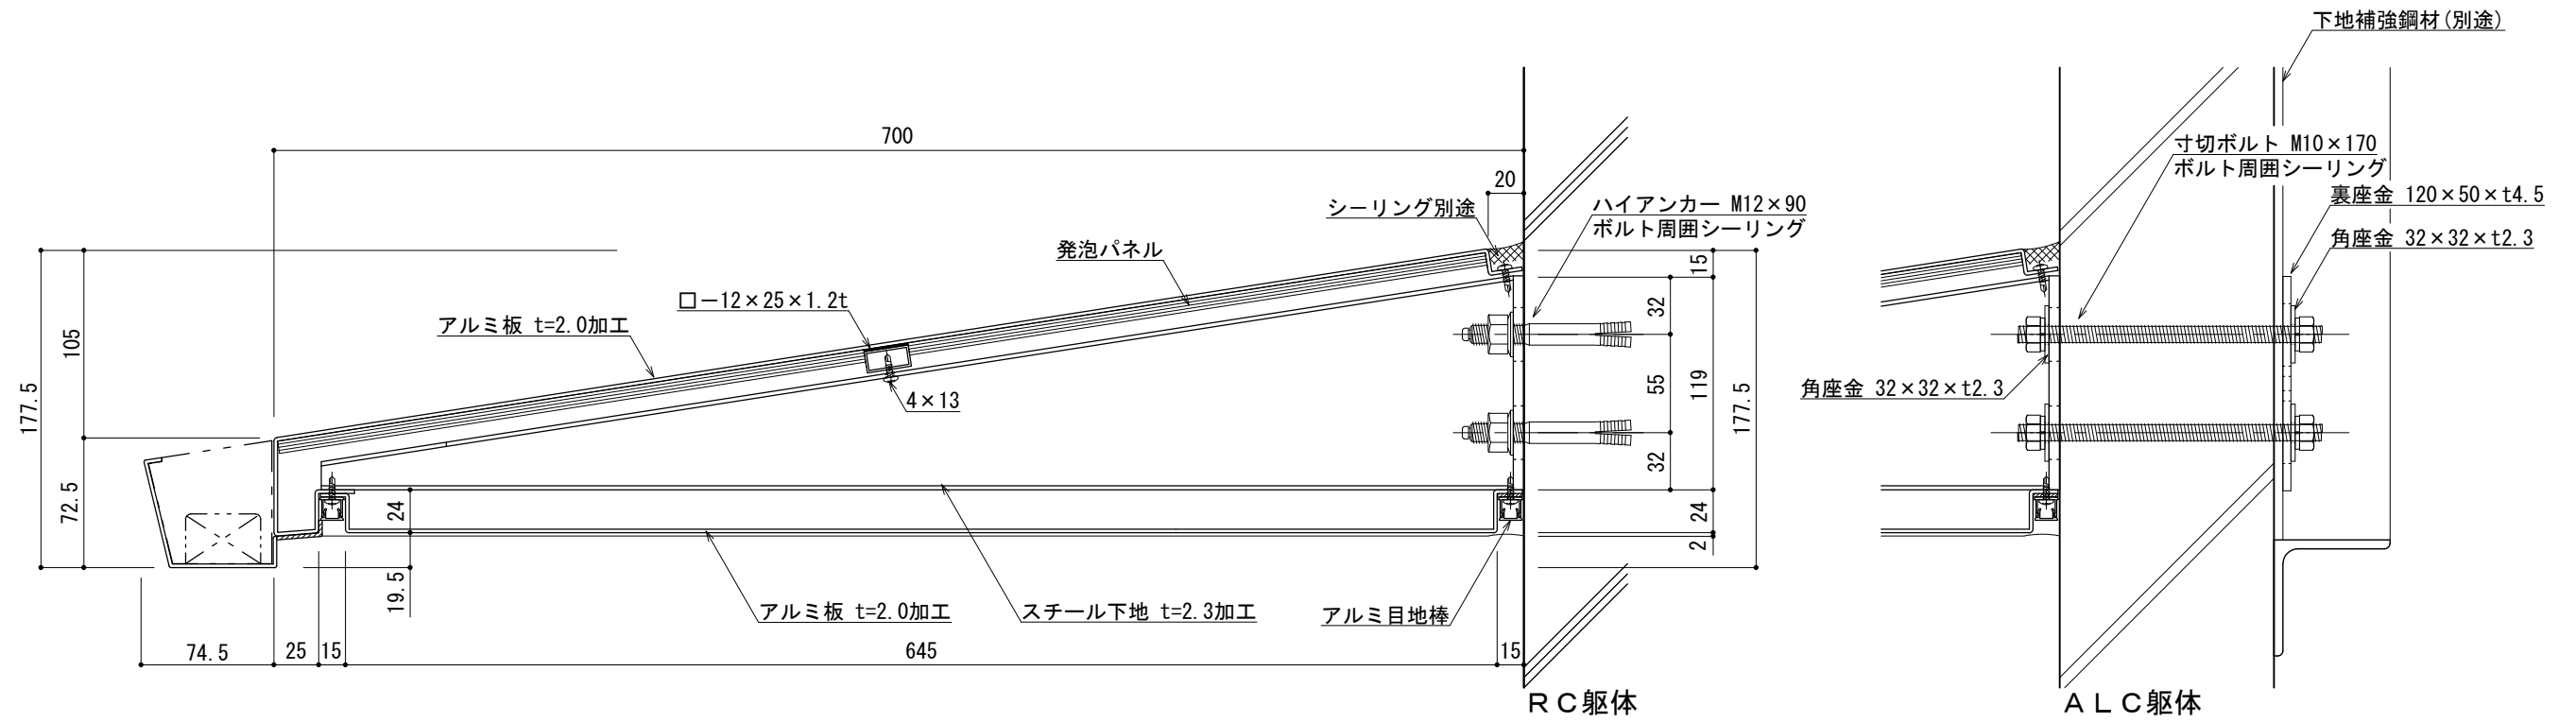 下地補強鋼材(別途)
700
寸切ボルト M10×170
ボルト周囲シーリング
20
裏座金 120×50×t4.5
シーリング別途
ハイアンカー M12×90
ボルト周囲シーリング
角座金 32×32×t2.3
発泡パネル
15
□－12×25×1.2t
32
アルミ板 t=2.0加工
105
177.5
4×13
55
119
177.5
角座金 32×32×t2.3
32
72.5
24
24
2
19.5
アルミ板 t=2.0加工
スチール下地 t=2.3加工
アルミ目地棒
74.5
25
15
645
15
ＲＣ躯体
ＡＬＣ躯体